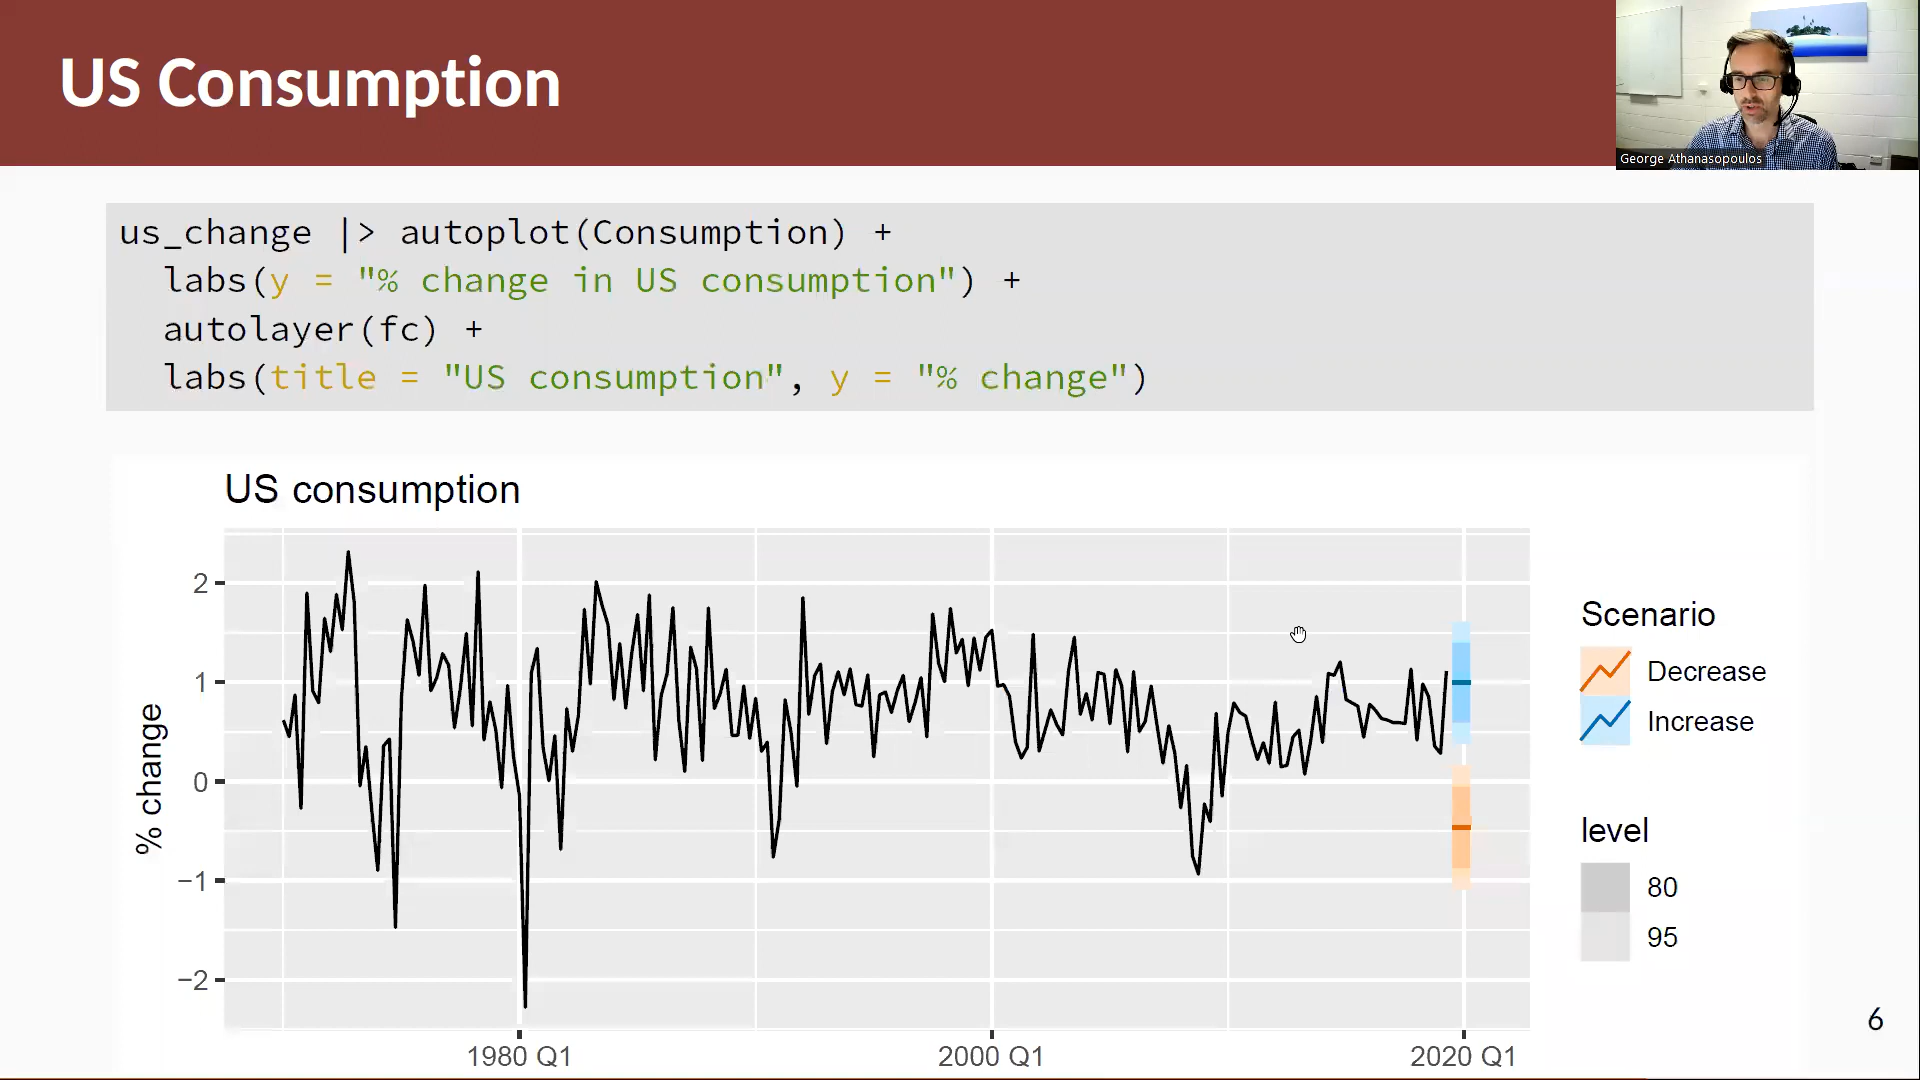 US Consumption
George Athanasopoulos
us_change |> autoplot(Consumption) +
labs(y = "% change in US consumption") +
autolayer(fc) +
labs(title = "US consumption", y = "% change")
US consumption
% change
2
1
0
−1
−2
1980 Q1
2000 Q1
2020 Q1
Scenario
Decrease
Increase
level
80
95
6